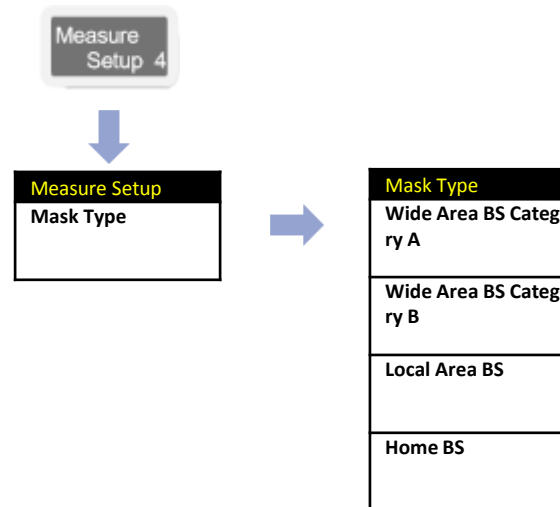 Measure
Setup 4
Measure Setup
Mask Type
Mask Type
Wide Area BS Categ
ry A
Wide Area BS Categ
ry B
Local Area BS
Home BS